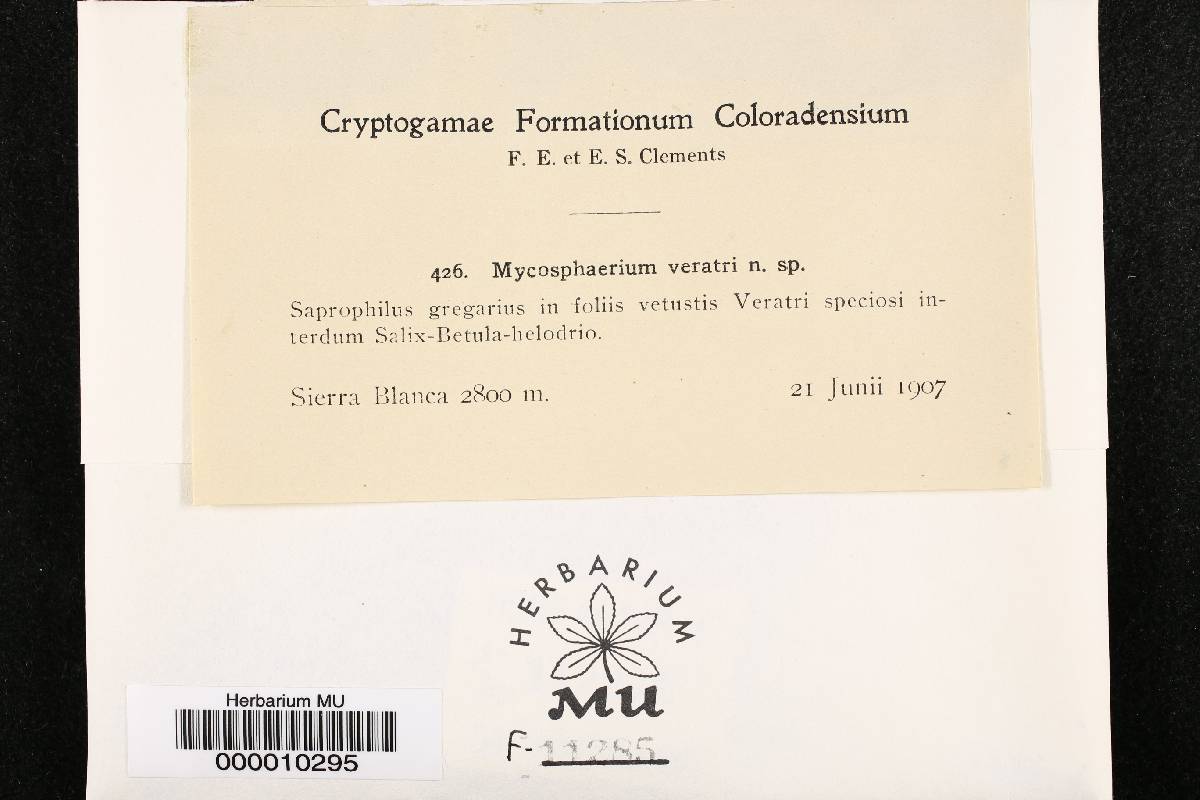 Cryptogamae Formationum Coloradensium
F. E. et E. S. Clements
426. Mycosphaerium veratri n. sp.
Saprophilus gregarius in foliis vetustis Veratri speciosi in-
terdum Salix-Betula-helodrio.
Sierra Blanca 2800 m. 21 Junii 1907
HERBARIUM
MU
F-11285
Herbarium MU
000010295